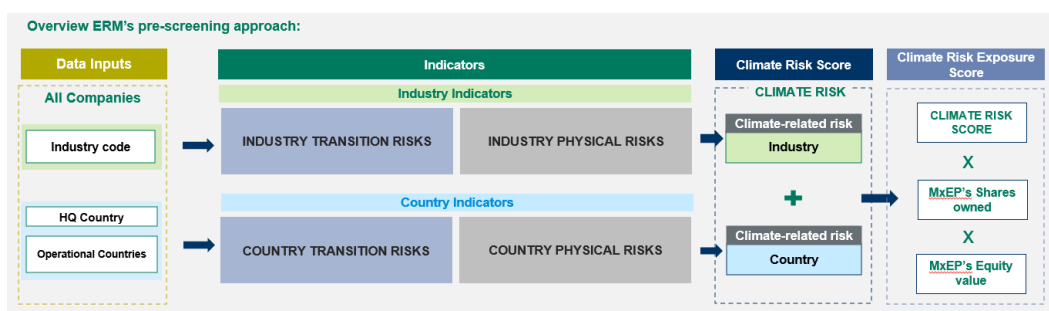 Overview ERM's pre-screening approach:
Data Inputs
Indicators
Climate Risk Score
Climate Risk Exposure
Score
All Companies
Industry code
HQ Country
Operational Countries
Industry Indicators
INDUSTRY TRANSITION RISKS
INDUSTRY PHYSICAL RISKS
Country Indicators
COUNTRY TRANSITION RISKS
COUNTRY PHYSICAL RISKS
CLIMATE RISK
Climate-related risk
Industry
+
Climate-related risk
Country
CLIMATE RISK
SCORE
X
MxEP's Shares
owned
X
MxEP's Equity
value